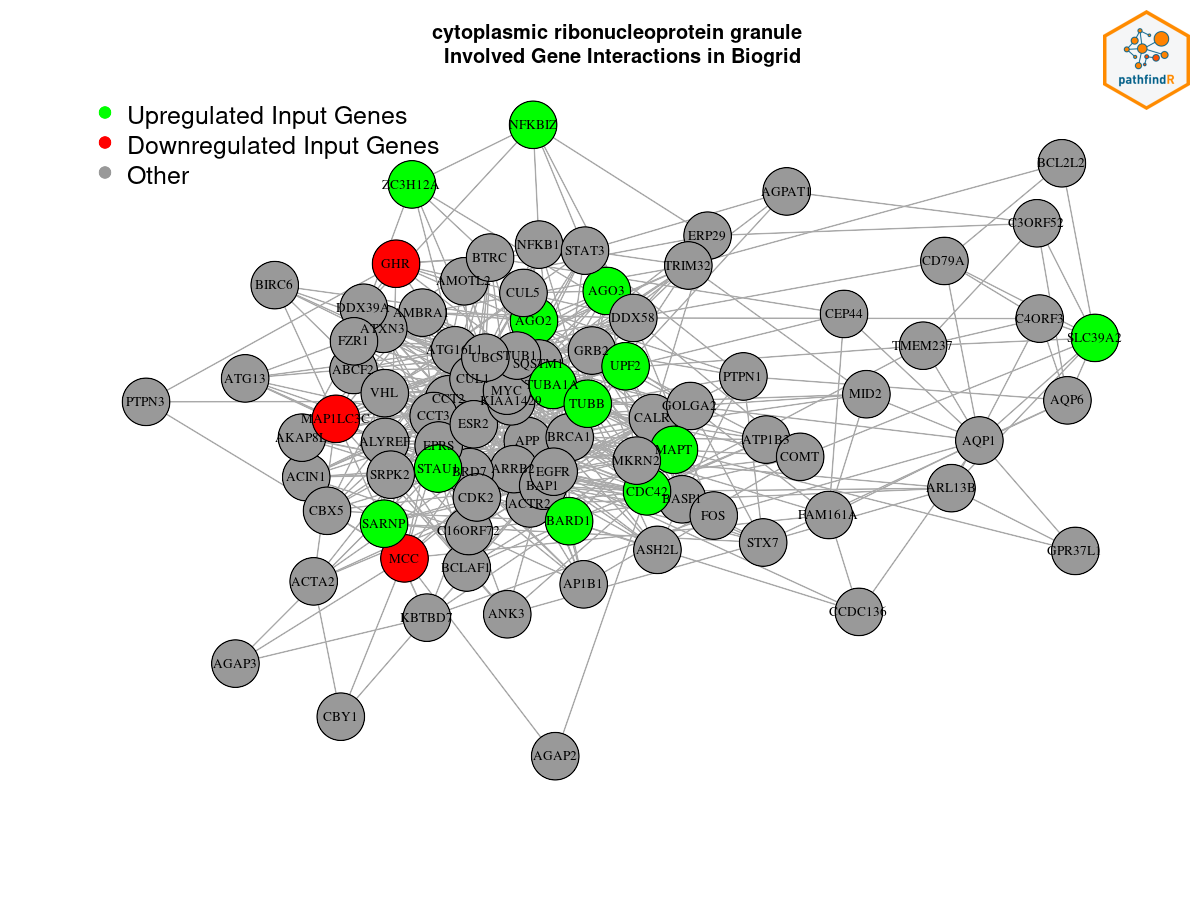 cytoplasmic ribonucleoprotein granule
Involved Gene Interactions in Biogrid
pathfindR
Upregulated Input Genes
Downregulated Input Genes
Other
NFKBIZ
ZC3H12A
BCL2L2
AGPAT1
C3ORF52
ERP29
NFKB1
STAT3
BTRC
GHR
TRIM32
CD79A
AMOTL2
BIRC6
CUL5
AGO3
DDX39A
AMBRA
AGO2
DDX58
CEP44
C4ORF3
ATXN3
FZR1
SLC39A2
TMEM237
ATG16L1
UBC
STUB1
GRB2
SQSTM1
UPF2
ABCF2
ATG13
CUL1
PTPN1
TUBA1A
VHL
MYC
MID2
CCT2
KIAA1429
PTPN3
TUBB
AQP6
GOLGA2
MAP1LC3C
CCT3
CALR
ESR2
AKAP8L
ALYREF
EPRS
APP
BRCA1
ATP1B3
AQP1
MAPT
COMT
MKRN2
STAU1
BRD7
ARRB2
EGFR
ACIN1
SRPK2
BAP1
CDC42
ARL13B
CDK2
ACTR2
BASP1
CBX5
FOS
FAM161A
SARNP
BARD1
C16ORF72
STX7
ASH2L
GPR37L
MCC
BCLAF1
ACTA2
AP1B1
KBTBD7
ANK3
CCDC136
AGAP3
CBY1
AGAP2